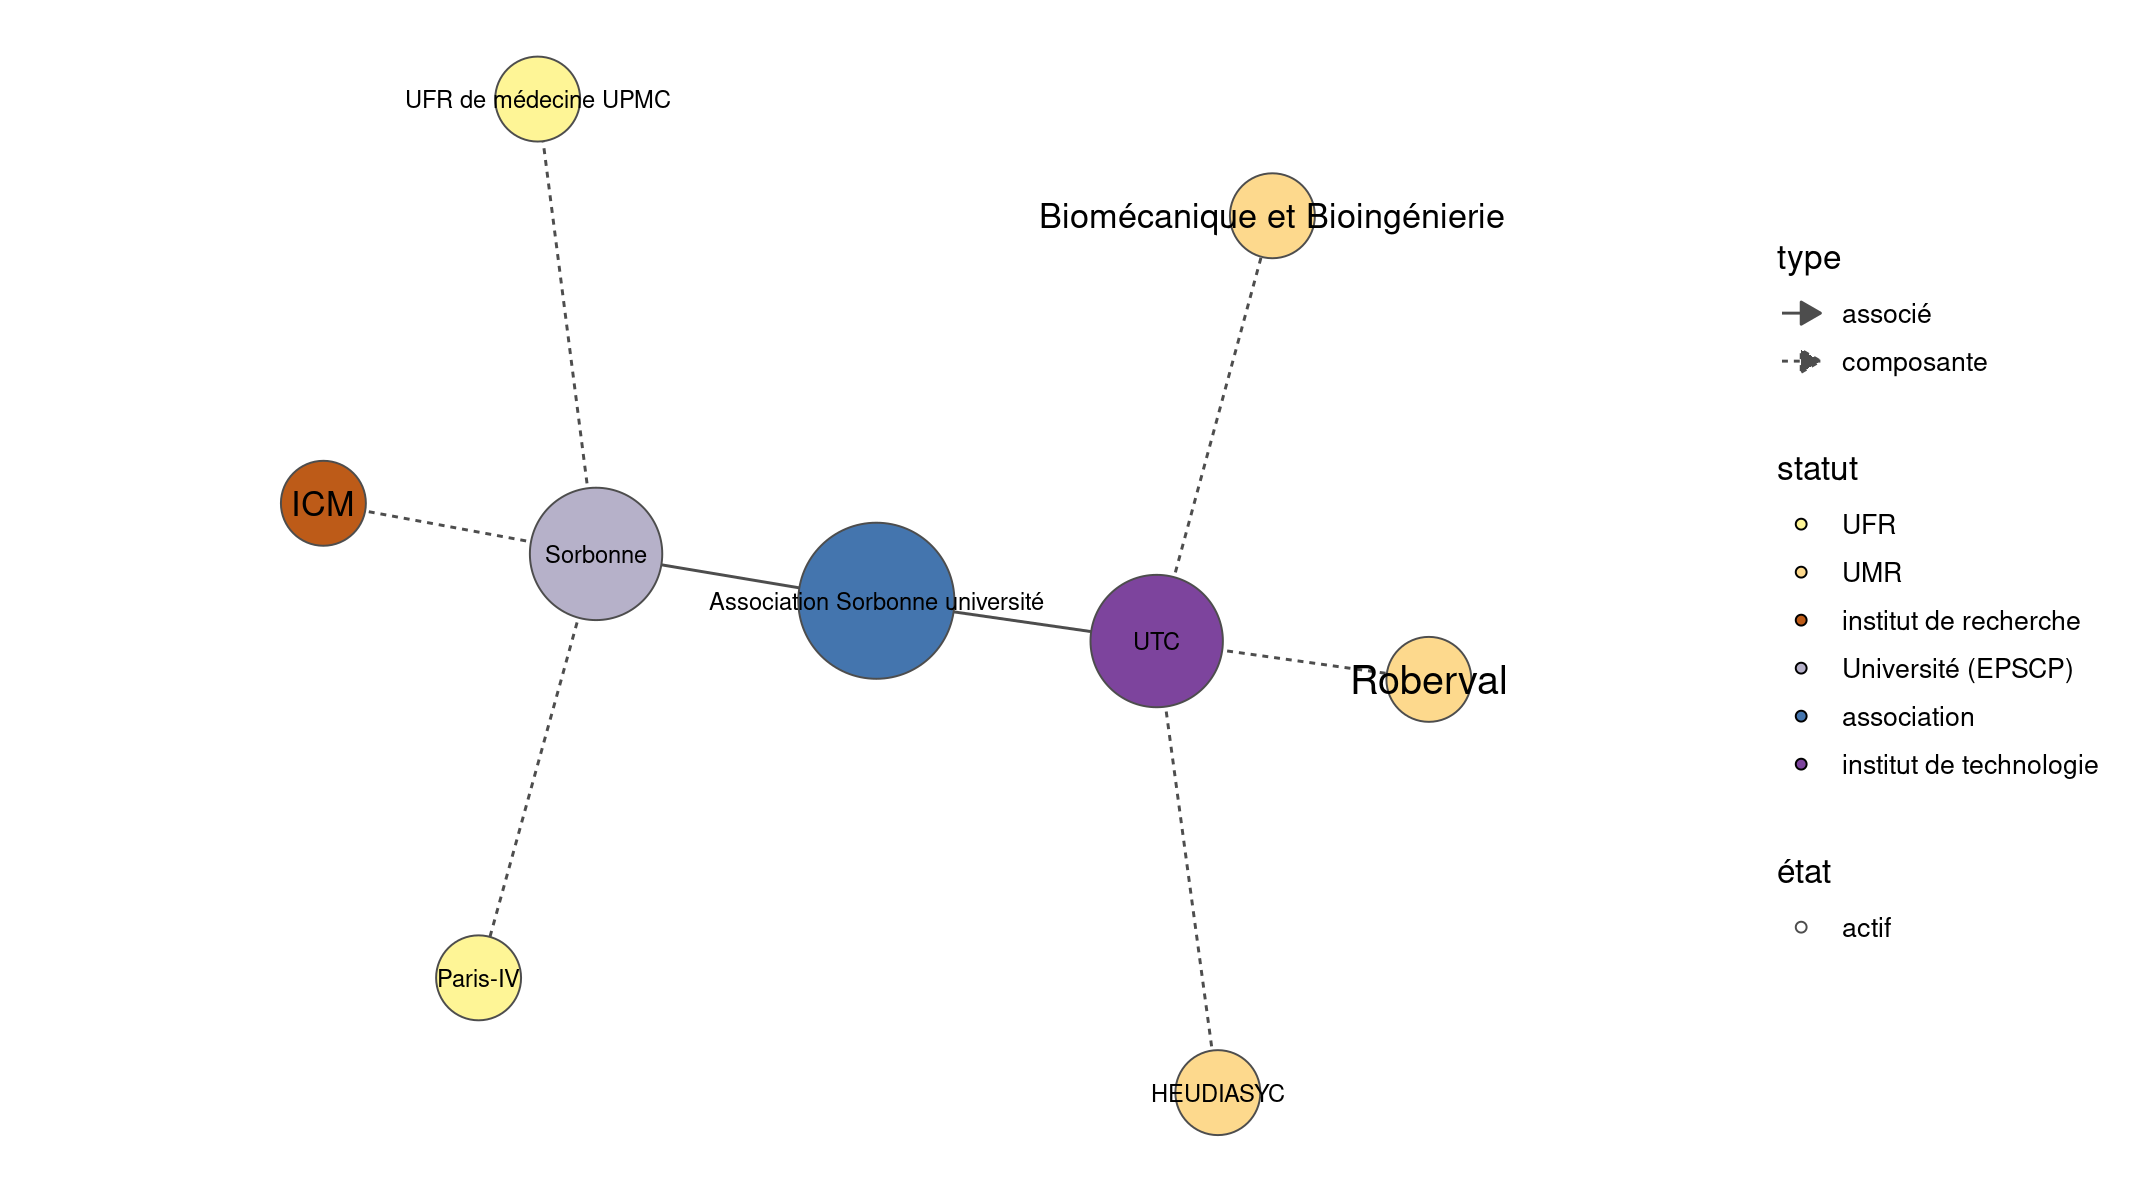 UFR de médecine UPMC
Biomécanique et Bioingénierie
ICM
Sorbonne
Association Sorbonne université
UTC
Roberval
Paris-IV
HEUDIASYC
type
associé
composante
statut
UFR
UMR
institut de recherche
Université (EPSCP)
association
institut de technologie
état
actif